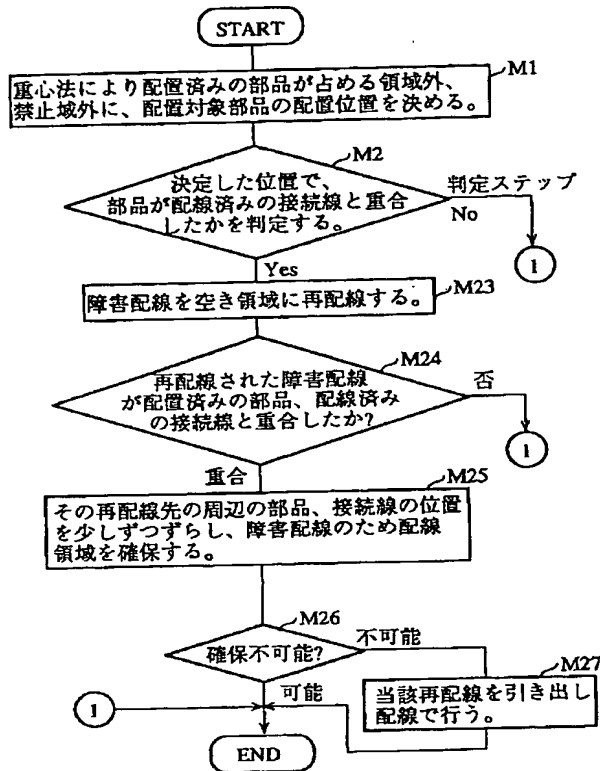 START
M1
重心法により配置済みの部品が占める領域外、
禁止域外に、配置対象部品の配置位置を決める。
M2
決定した位置で、
部品が配線済みの接続線と重合
したかを判定する。
判定ステップ
No
1
Yes
M23
障害配線を空き領域に再配線する。
M24
再配線された障害配線
が配置済みの部品、配線済み
の接続線と重合したか?
否
1
重合
M25
その再配線先の周辺の部品、接続線の位置
を少しずつずらし、障害配線のため配線
領域を確保する。
M26
確保不可能?
不可能
M27
当該再配線を引き出し
配線で行う。
可能
1
END